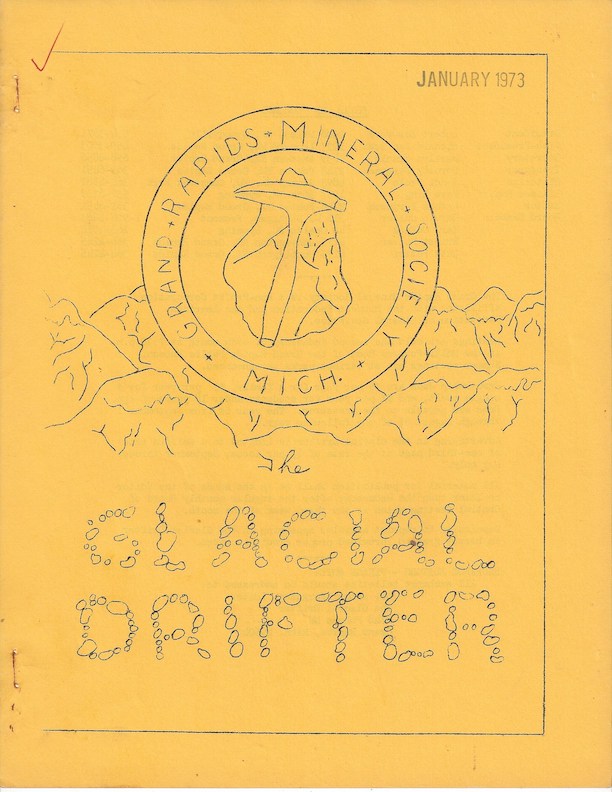 JANUARY 1973
GRAND + RAPIDS + MINERAL + SOCIETY
+ MICH. +
The
GLACIAL
DRIFTER